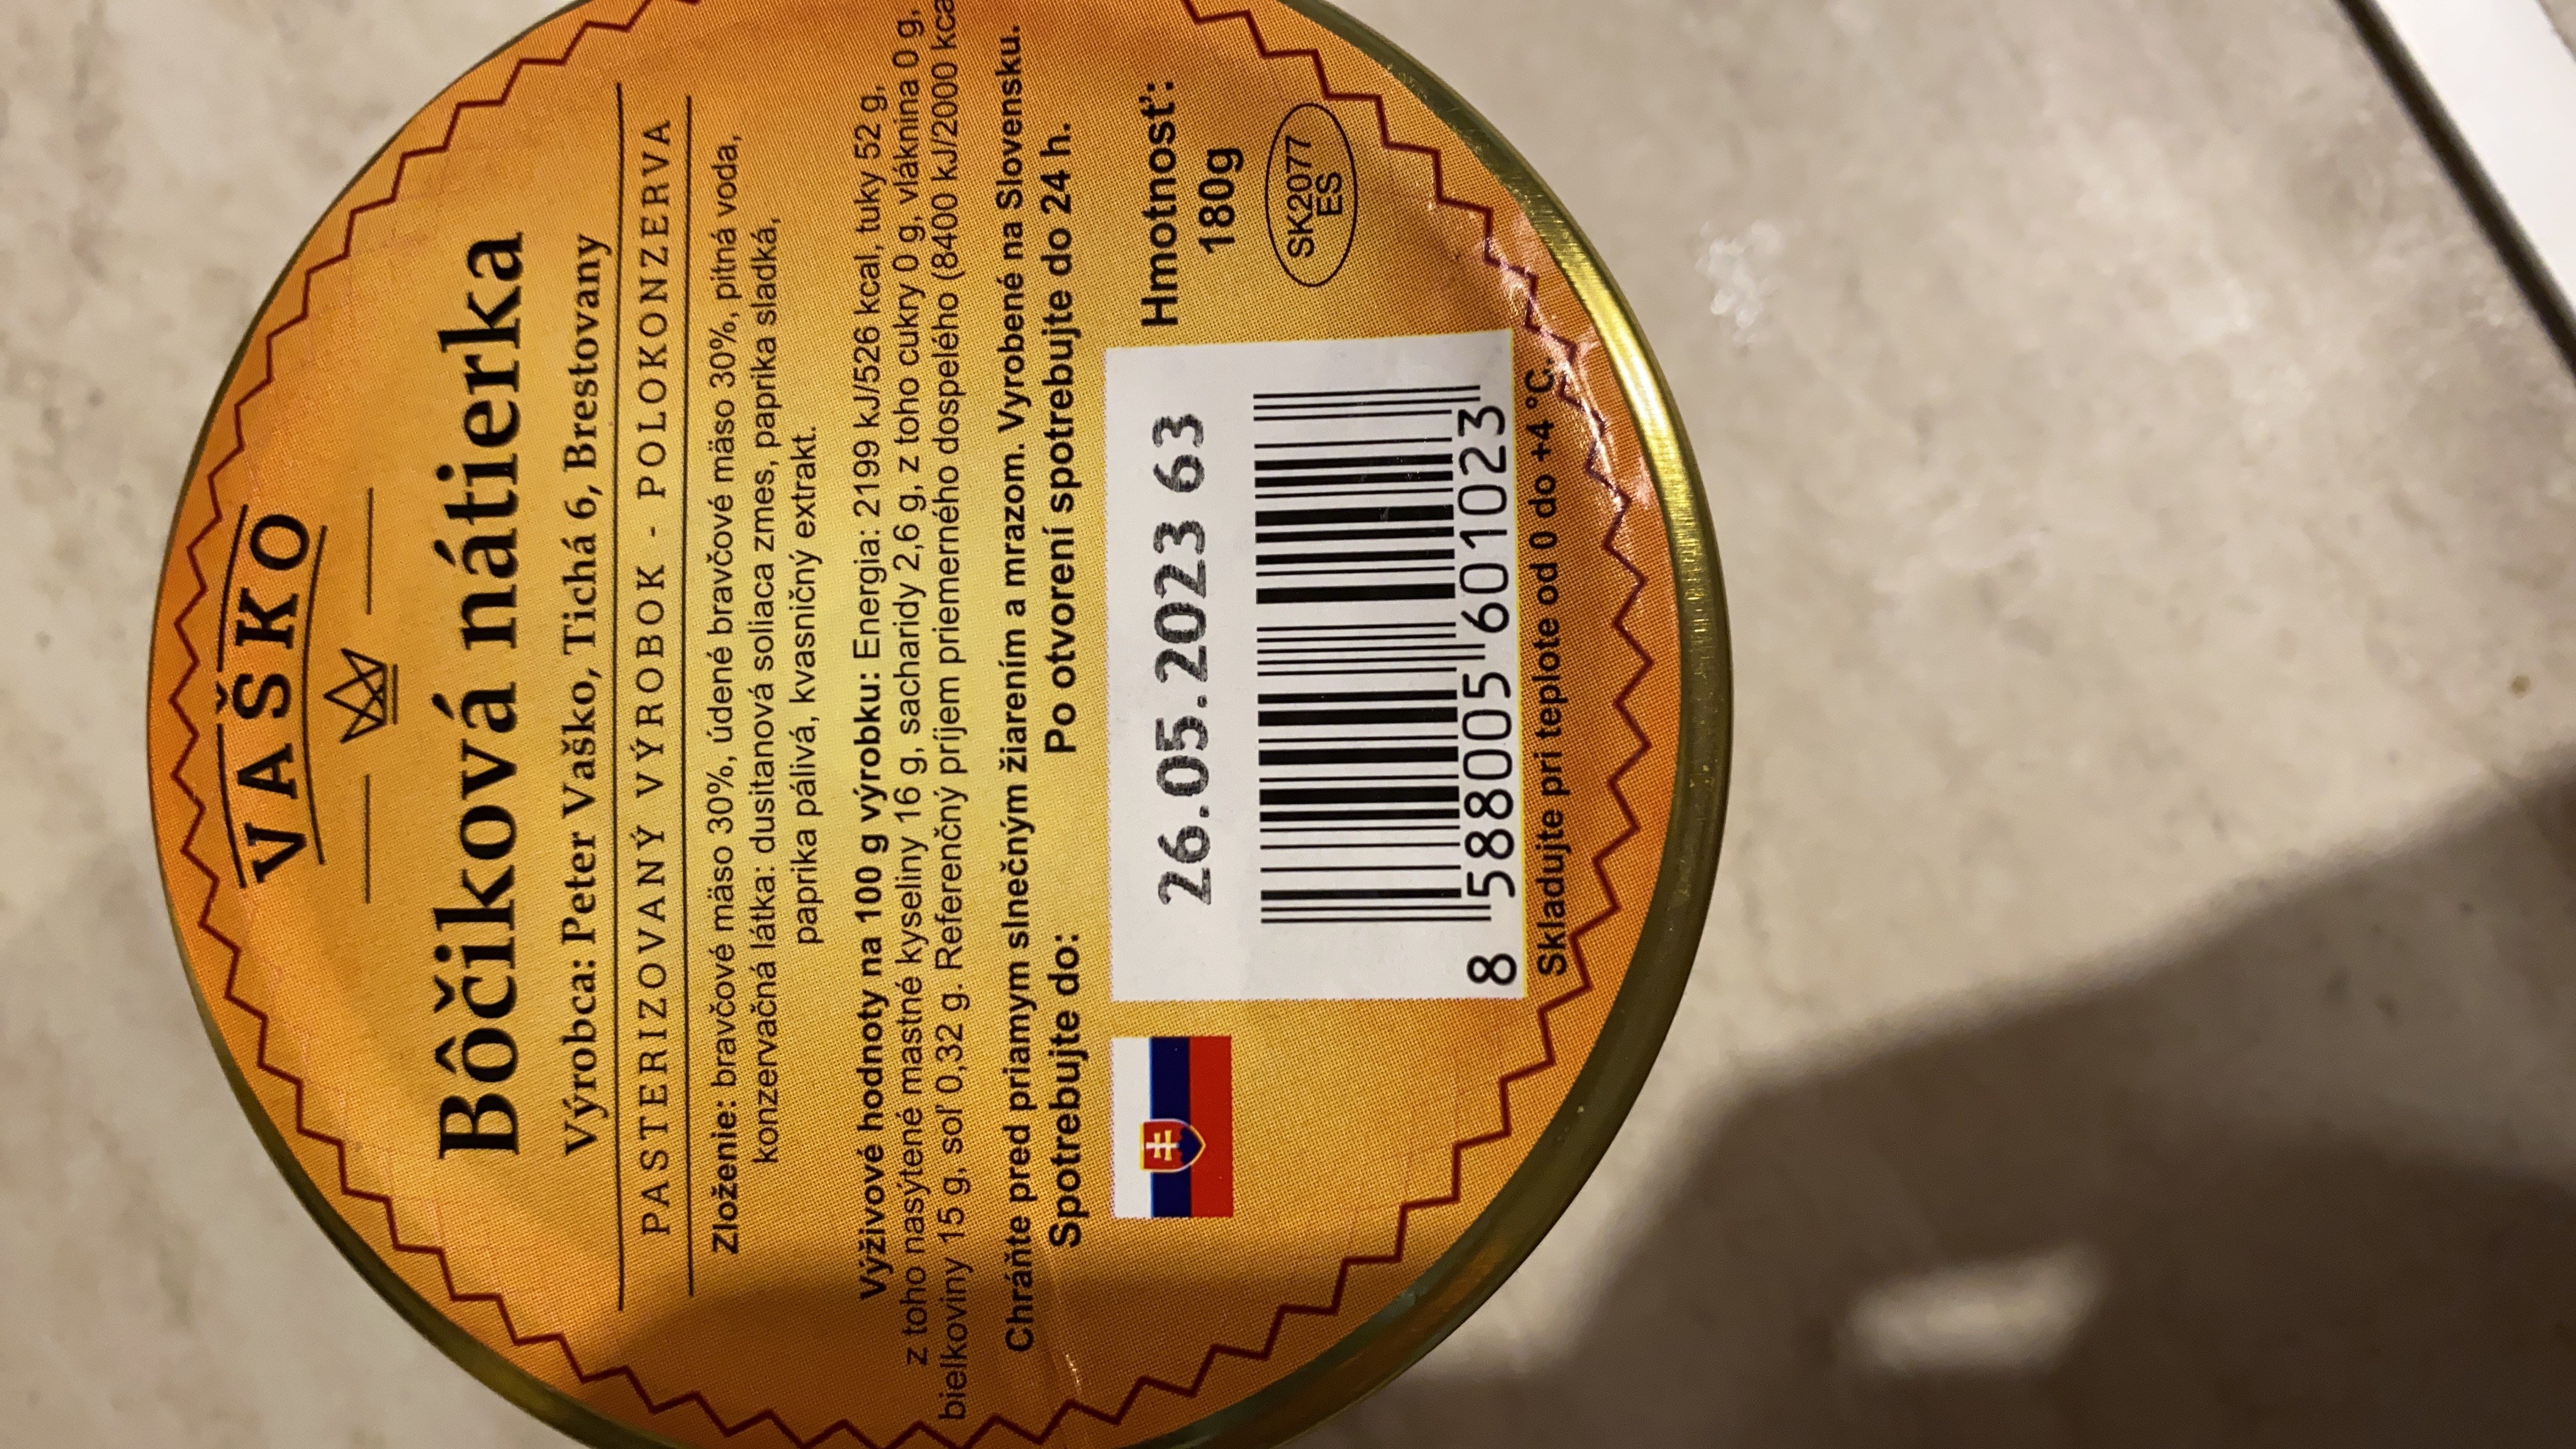 VAŠKO
Bôčiková nátierka
Výrobca: Peter Vaško, Tichá 6, Brestovany
PASTERIZOVANÝ VÝROBOK - POLOKONZERVA
Zloženie: bravčové mäso 30%, údené bravčové mäso 30%, pitná voda,
konzervačná látka: dusitanová soliaca zmes, paprika sladká,
paprika pálivá, kvasničný extrakt.
Výživové hodnoty na 100 g výrobku: Energia: 2199 kJ/526 kcal, tuky 52 g,
z toho nasýtené mastné kyseliny 16 g, sacharidy 2,6 g, z toho cukry 0 g, vláknina 0 g,
bielkoviny 15 g, soľ 0,32 g. Referenčný príjem priemerného dospelého (8400 kJ/2000 kca
Chráňte pred priamym slnečným žiarením a mrazom. Vyrobené na Slovensku.
Spotrebujte do: Po otvorení spotrebujte do 24 h.
26.05.2023 63
Hmotnosť:
180g
SK2077
ES
8 588005 601023
Skladujte pri teplote od 0 do +4 °C.